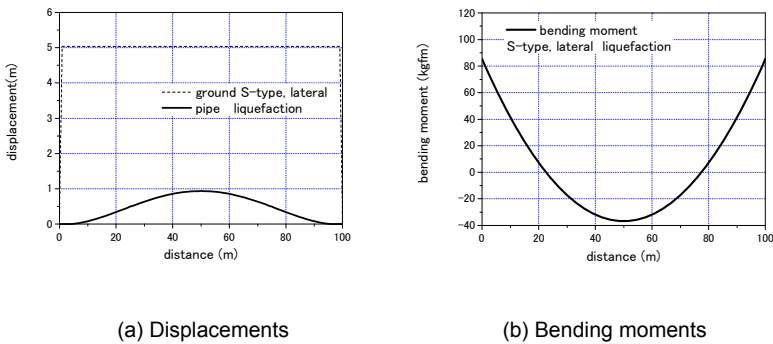 6
5
4
3
2
1
0
0 20 40 60 80 100
displacement(m)
distance (m)
ground S-type, lateral
pipe liquefaction
120
100
80
60
40
20
0
-20
-40
0 20 40 60 80 100
bending moment (kgfm)
distance (m)
bending moment
S-type, lateral liquefaction
(a) Displacements
(b) Bending moments